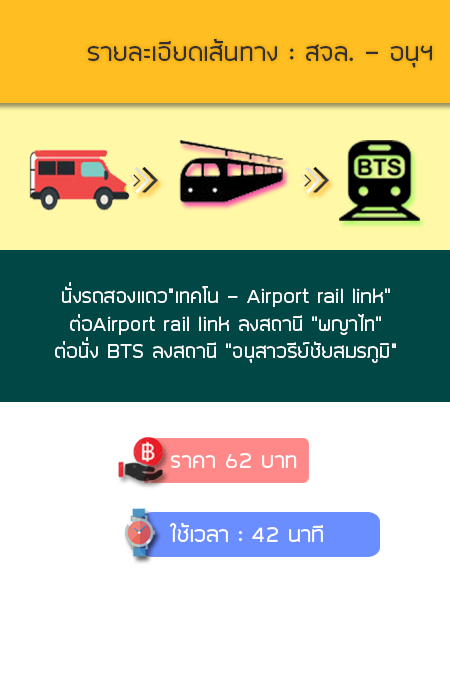 รายละเอียดเส้นทาง : สจล. - อนุฯ
BTS
นั่งรถสองแถว"เทคโน - Airport rail link"
ต่อAirport rail link ลงสถานี "พญาไท"
ต่อนั่ง BTS ลงสถานี "อนุสาวรีย์ชัยสมรภูมิ"
฿
ราคา 62 บาท
ใช้เวลา : 42 นาที